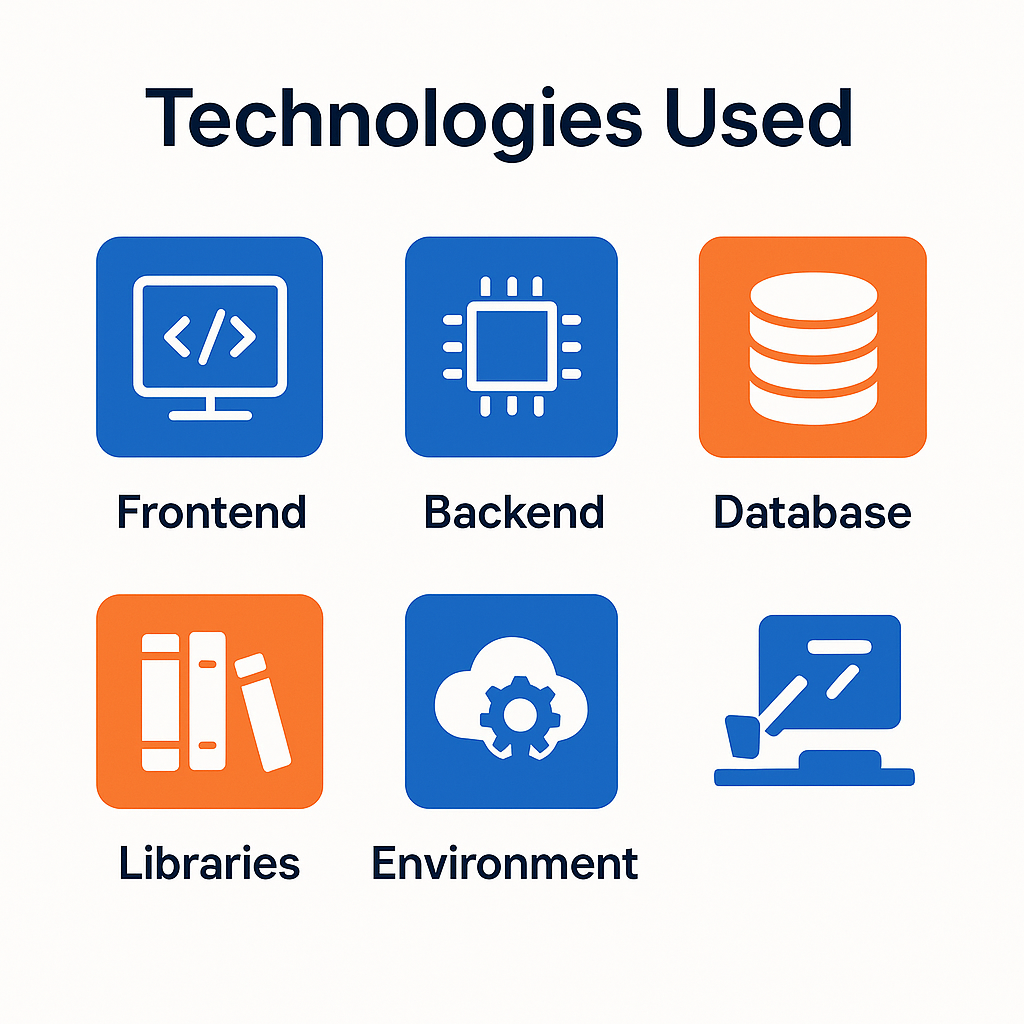 Technologies Used
Frontend
Backend
Database
Libraries
Environment